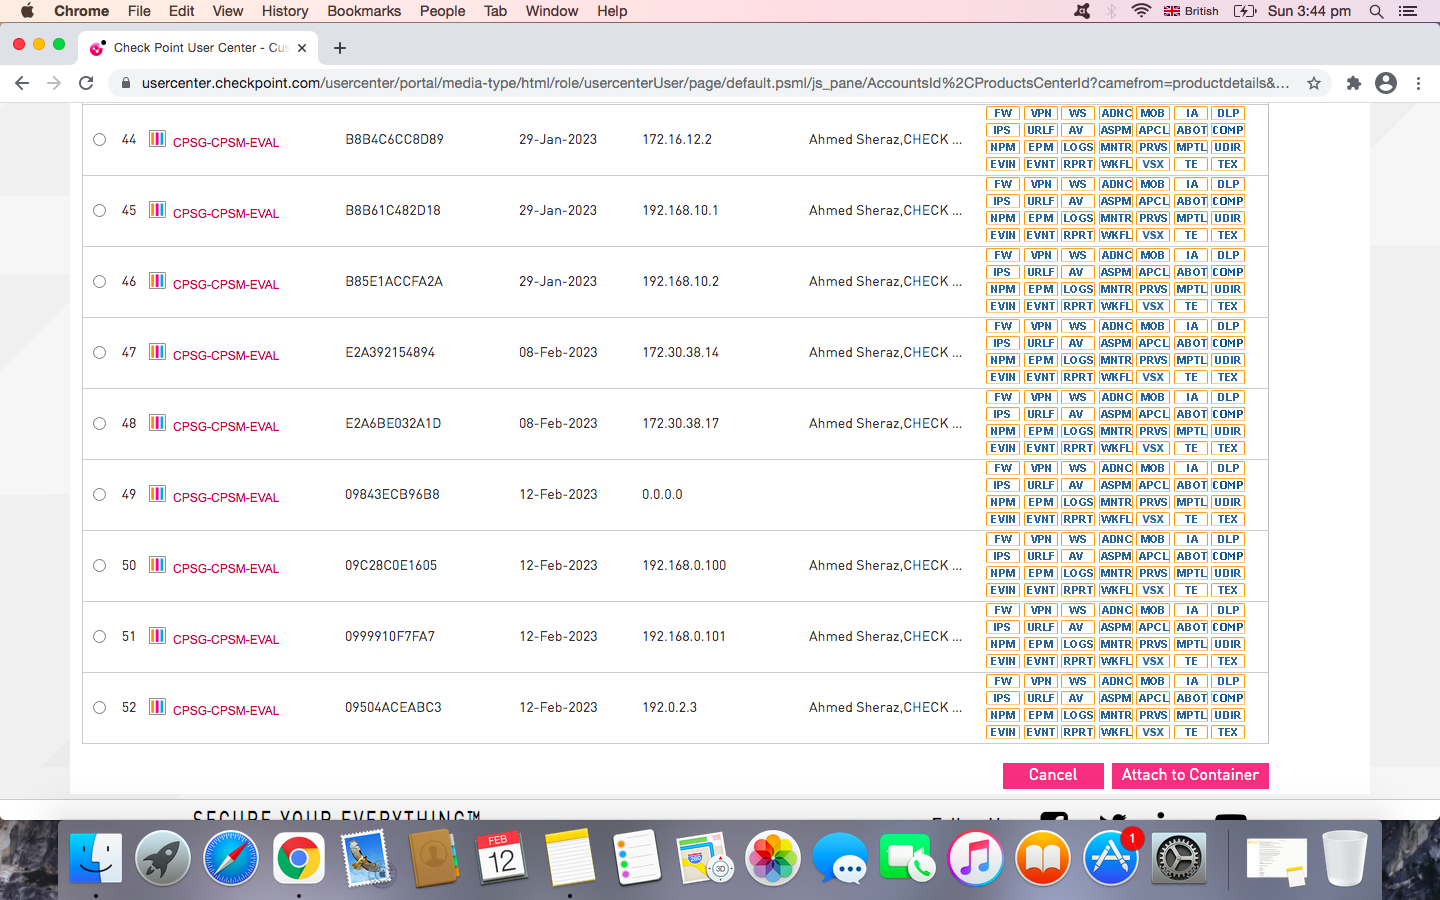 Chrome File Edit View History Bookmarks People Tab Window Help British Sun 3:44 pm
Check Point User Center - Cus
usercenter.checkpoint.com/usercenter/portal/media-type/html/role/usercenterUser/page/default.psml/js_pane/AccountsId%2CProductsCenterId?camefrom=productdetails&...
FW VPN WS ADNC MOB IA DLP
44 CPSG-CPSM-EVAL B8B4C6CC8D89 29-Jan-2023 172.16.12.2 Ahmed Sheraz,CHECK ... IPS URLF AV ASPM APCL ABOT COMP
NPM EPM LOGS MNTR PRVS MPTL UDIR
EVIN EVNT RPRT WKFL VSX TE TEX
FW VPN WS ADNC MOB IA DLP
45 CPSG-CPSM-EVAL B8B61C482D18 29-Jan-2023 192.168.10.1 Ahmed Sheraz,CHECK ... IPS URLF AV ASPM APCL ABOT COMP
NPM EPM LOGS MNTR PRVS MPTL UDIR
EVIN EVNT RPRT WKFL VSX TE TEX
FW VPN WS ADNC MOB IA DLP
46 CPSG-CPSM-EVAL B85E1ACCFA2A 29-Jan-2023 192.168.10.2 Ahmed Sheraz,CHECK ... IPS URLF AV ASPM APCL ABOT COMP
NPM EPM LOGS MNTR PRVS MPTL UDIR
EVIN EVNT RPRT WKFL VSX TE TEX
FW VPN WS ADNC MOB IA DLP
47 CPSG-CPSM-EVAL E2A392154894 08-Feb-2023 172.30.38.14 Ahmed Sheraz,CHECK ... IPS URLF AV ASPM APCL ABOT COMP
NPM EPM LOGS MNTR PRVS MPTL UDIR
EVIN EVNT RPRT WKFL VSX TE TEX
FW VPN WS ADNC MOB IA DLP
48 CPSG-CPSM-EVAL E2A6BE032A1D 08-Feb-2023 172.30.38.17 Ahmed Sheraz,CHECK ... IPS URLF AV ASPM APCL ABOT COMP
NPM EPM LOGS MNTR PRVS MPTL UDIR
EVIN EVNT RPRT WKFL VSX TE TEX
FW VPN WS ADNC MOB IA DLP
49 CPSG-CPSM-EVAL 09843ECB96B8 12-Feb-2023 0.0.0.0 IPS URLF AV ASPM APCL ABOT COMP
NPM EPM LOGS MNTR PRVS MPTL UDIR
EVIN EVNT RPRT WKFL VSX TE TEX
FW VPN WS ADNC MOB IA DLP
50 CPSG-CPSM-EVAL 09C28C0E1605 12-Feb-2023 192.168.0.100 Ahmed Sheraz,CHECK ... IPS URLF AV ASPM APCL ABOT COMP
NPM EPM LOGS MNTR PRVS MPTL UDIR
EVIN EVNT RPRT WKFL VSX TE TEX
FW VPN WS ADNC MOB IA DLP
51 CPSG-CPSM-EVAL 0999910F7FA7 12-Feb-2023 192.168.0.101 Ahmed Sheraz,CHECK ... IPS URLF AV ASPM APCL ABOT COMP
NPM EPM LOGS MNTR PRVS MPTL UDIR
EVIN EVNT RPRT WKFL VSX TE TEX
FW VPN WS ADNC MOB IA DLP
52 CPSG-CPSM-EVAL 09504ACEABC3 12-Feb-2023 192.0.2.3 Ahmed Sheraz,CHECK ... IPS URLF AV ASPM APCL ABOT COMP
NPM EPM LOGS MNTR PRVS MPTL UDIR
EVIN EVNT RPRT WKFL VSX TE TEX
Cancel Attach to Container
SECURE YOUR EVERYTHING™
FEB
12
280
3D
1